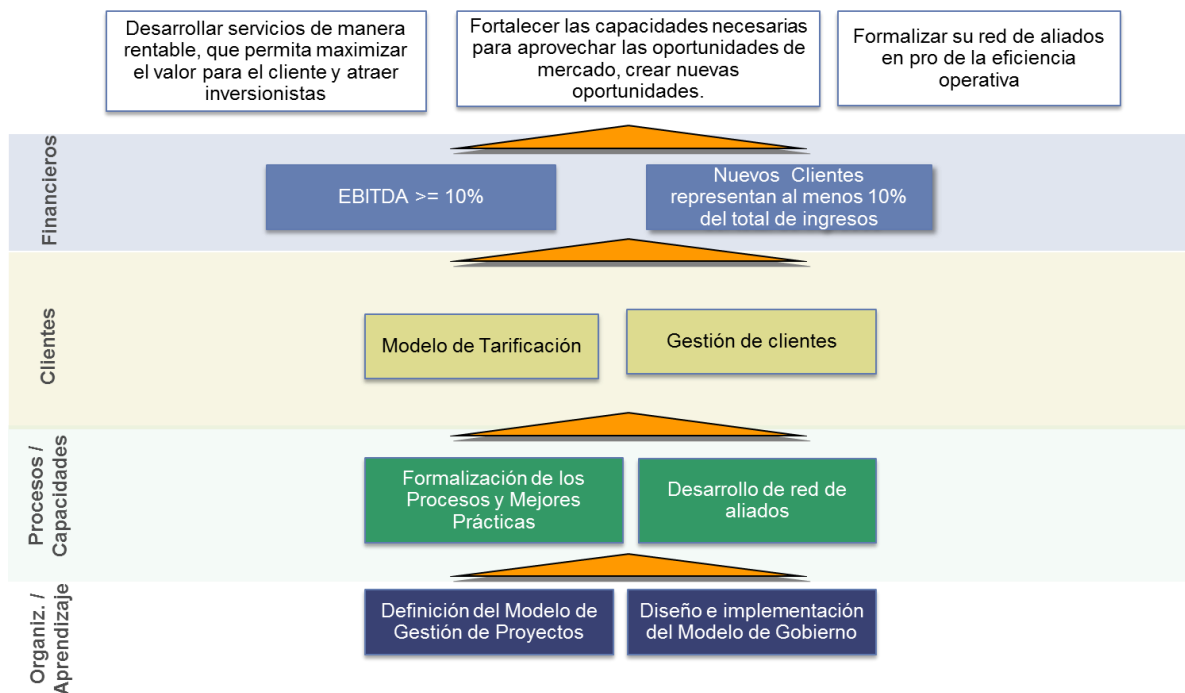 Desarrollar servicios de manera
rentable, que permita maximizar
el valor para el cliente y atraer
inversionistas
Fortalecer las capacidades necesarias
para aprovechar las oportunidades de
mercado, crear nuevas
oportunidades.
Formalizar su red de aliados
en pro de la eficiencia
operativa
Financieros
EBITDA >= 10%
Nuevos Clientes
representan al menos 10%
del total de ingresos
Clientes
Modelo de Tarificación
Gestión de clientes
Procesos /
Capacidades
Formalización de los
Procesos y Mejores
Prácticas
Desarrollo de red de
aliados
Organiz. /
Aprendizaje
Definición del Modelo de
Gestión de Proyectos
Diseño e implementación
del Modelo de Gobierno